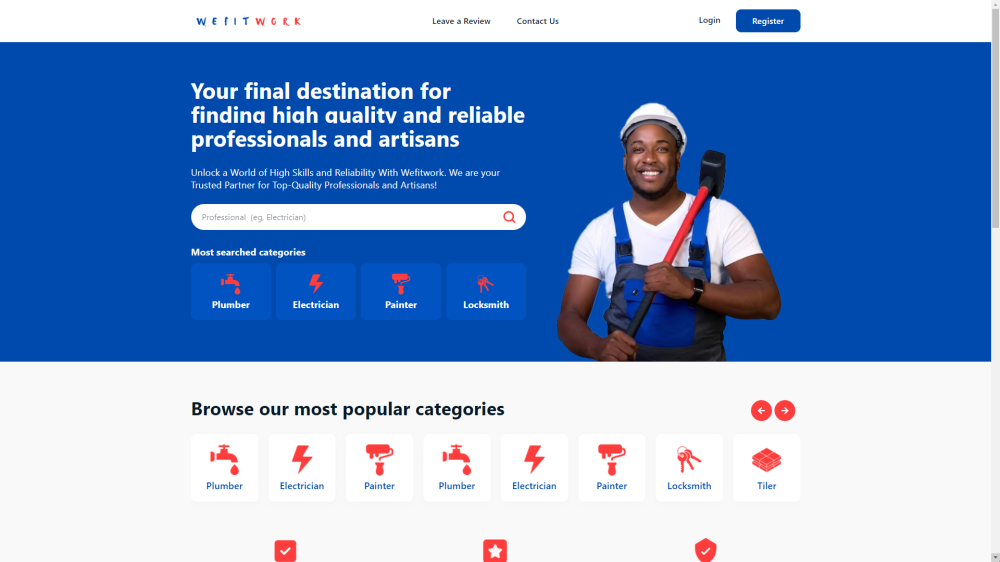 WEFITWORK
Leave a Review
Contact Us
Login
Register
Your final destination for
finding high quality and reliable
professionals and artisans
Unlock a World of High Skills and Reliability With Wefitwork. We are your
Trusted Partner for Top-Quality Professionals and Artisans!
Professional (eg. Electrician)
Most searched categories
Plumber
Electrician
Painter
Locksmith
Browse our most popular categories
Plumber
Electrician
Painter
Plumber
Electrician
Painter
Locksmith
Tiler